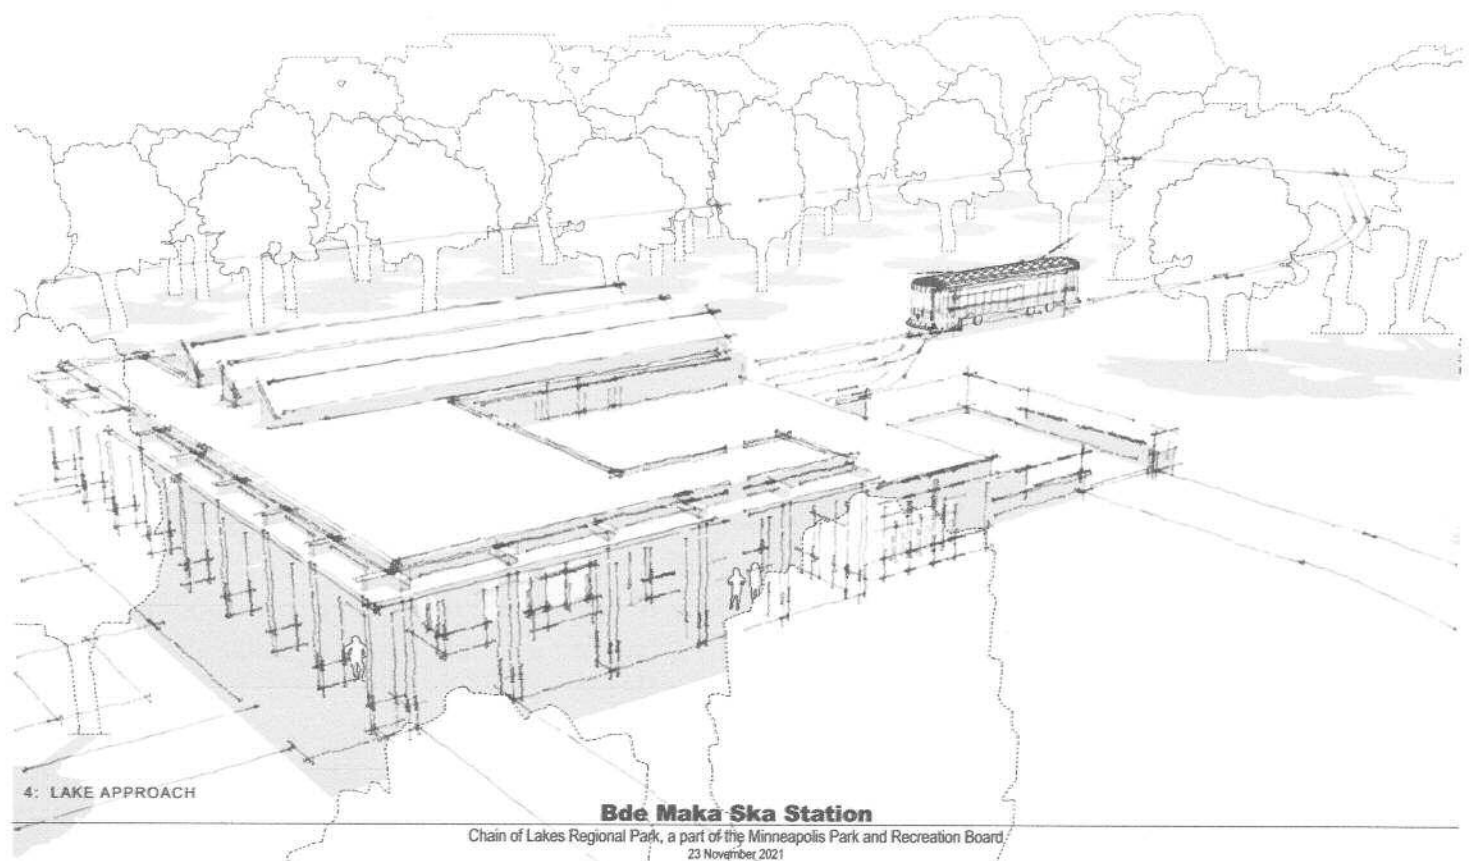 4: LAKE APPROACH
Bde Maka Ska Station
Chain of Lakes Regional Park, a part of the Minneapolis Park and Recreation Board
23 November 2021